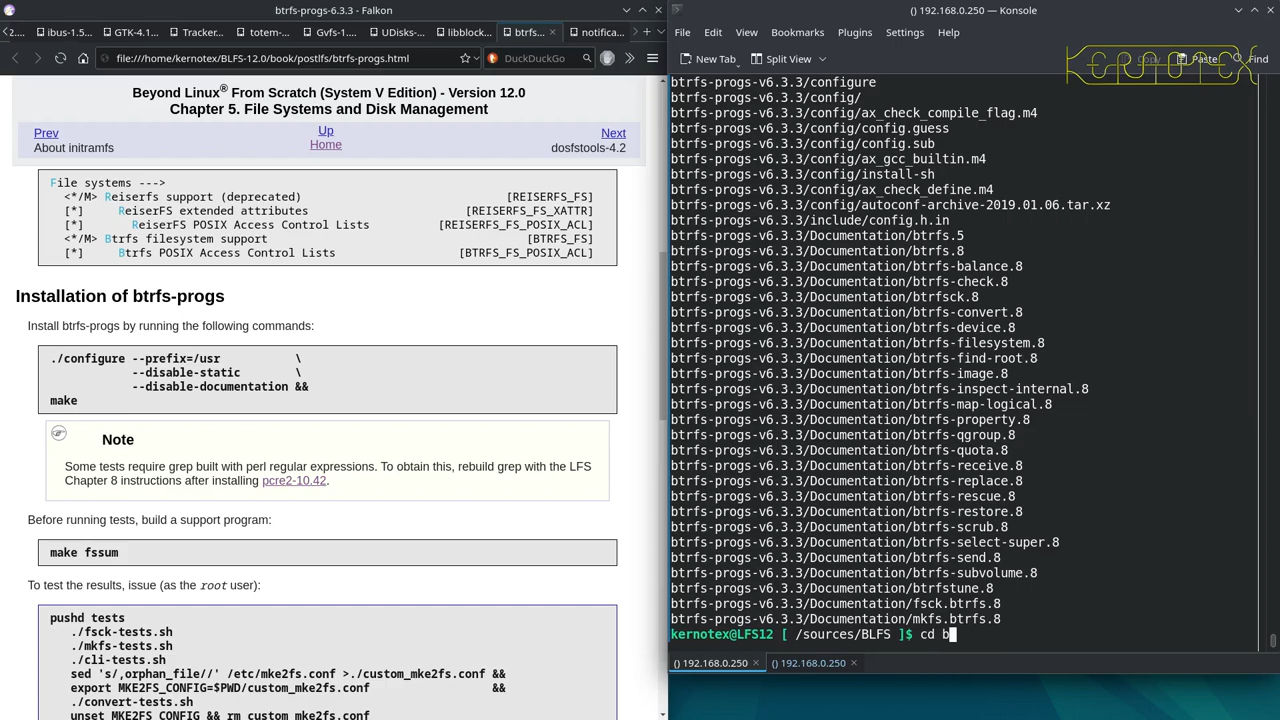 btrfs-progs-6.3.3 - Falkon
2....
ibus-1.5...
GTK-4.1...
Tracker...
totem-...
Gvfs-1....
UDisks-...
libblock...
btrfs...
notifica...
file:///home/kernotex/BLFS-12.0/book/postlfs/btrfs-progs.html
DuckDuckGo
Beyond Linux® From Scratch (System V Edition) - Version 12.0
Chapter 5. File Systems and Disk Management
Prev
Up
Next
About initramfs
Home
dosfstools-4.2
File systems --->
<*/M> Reiserfs support (deprecated) [REISERFS_FS]
[*] ReiserFS extended attributes [REISERFS_FS_XATTR]
[*] ReiserFS POSIX Access Control Lists [REISERFS_FS_POSIX_ACL]
<*/M> Btrfs filesystem support [BTRFS_FS]
[*] Btrfs POSIX Access Control Lists [BTRFS_FS_POSIX_ACL]
Installation of btrfs-progs
Install btrfs-progs by running the following commands:
./configure --prefix=/usr \
--disable-static \
--disable-documentation &&
make
Note
Some tests require grep built with perl regular expressions. To obtain this, rebuild grep with the LFS
Chapter 8 instructions after installing pcre2-10.42.
Before running tests, build a support program:
make fssum
To test the results, issue (as the root user):
pushd tests
./fsck-tests.sh
./mkfs-tests.sh
./cli-tests.sh
sed 's/,orphan_file//' /etc/mke2fs.conf >./custom_mke2fs.conf &&
export MKE2FS_CONFIG=$PWD/custom_mke2fs.conf &&
./convert-tests.sh
unset MKE2FS_CONFIG && rm custom_mke2fs.conf
() 192.168.0.250 — Konsole
File Edit View Bookmarks Plugins Settings Help
New Tab
Split View
Copy
Paste
Find
KERNOTEX
btrfs-progs-v6.3.3/configure
btrfs-progs-v6.3.3/config/
btrfs-progs-v6.3.3/config/ax_check_compile_flag.m4
btrfs-progs-v6.3.3/config/config.guess
btrfs-progs-v6.3.3/config/config.sub
btrfs-progs-v6.3.3/config/ax_gcc_builtin.m4
btrfs-progs-v6.3.3/config/install-sh
btrfs-progs-v6.3.3/config/ax_check_define.m4
btrfs-progs-v6.3.3/config/autoconf-archive-2019.01.06.tar.xz
btrfs-progs-v6.3.3/include/config.h.in
btrfs-progs-v6.3.3/Documentation/btrfs.5
btrfs-progs-v6.3.3/Documentation/btrfs.8
btrfs-progs-v6.3.3/Documentation/btrfs-balance.8
btrfs-progs-v6.3.3/Documentation/btrfs-check.8
btrfs-progs-v6.3.3/Documentation/btrfsck.8
btrfs-progs-v6.3.3/Documentation/btrfs-convert.8
btrfs-progs-v6.3.3/Documentation/btrfs-device.8
btrfs-progs-v6.3.3/Documentation/btrfs-filesystem.8
btrfs-progs-v6.3.3/Documentation/btrfs-find-root.8
btrfs-progs-v6.3.3/Documentation/btrfs-image.8
btrfs-progs-v6.3.3/Documentation/btrfs-inspect-internal.8
btrfs-progs-v6.3.3/Documentation/btrfs-map-logical.8
btrfs-progs-v6.3.3/Documentation/btrfs-property.8
btrfs-progs-v6.3.3/Documentation/btrfs-qgroup.8
btrfs-progs-v6.3.3/Documentation/btrfs-quota.8
btrfs-progs-v6.3.3/Documentation/btrfs-receive.8
btrfs-progs-v6.3.3/Documentation/btrfs-replace.8
btrfs-progs-v6.3.3/Documentation/btrfs-rescue.8
btrfs-progs-v6.3.3/Documentation/btrfs-restore.8
btrfs-progs-v6.3.3/Documentation/btrfs-scrub.8
btrfs-progs-v6.3.3/Documentation/btrfs-select-super.8
btrfs-progs-v6.3.3/Documentation/btrfs-send.8
btrfs-progs-v6.3.3/Documentation/btrfs-subvolume.8
btrfs-progs-v6.3.3/Documentation/btrfstune.8
btrfs-progs-v6.3.3/Documentation/fsck.btrfs.8
btrfs-progs-v6.3.3/Documentation/mkfs.btrfs.8
kernotex@LFS12 [ /sources/BLFS ]$ cd b
() 192.168.0.250
() 192.168.0.250